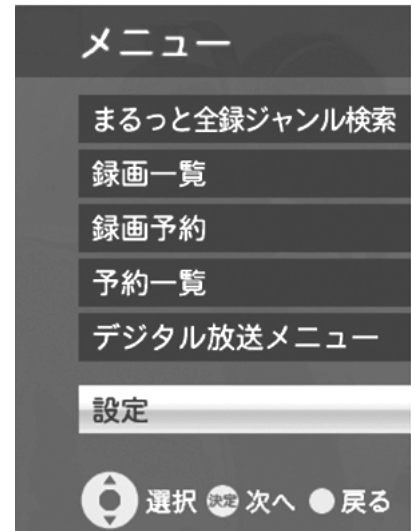 メニュー
まるっと全録ジャンル検索
録画一覧
録画予約
予約一覧
デジタル放送メニュー
設定
選択 決定 次へ 戻る